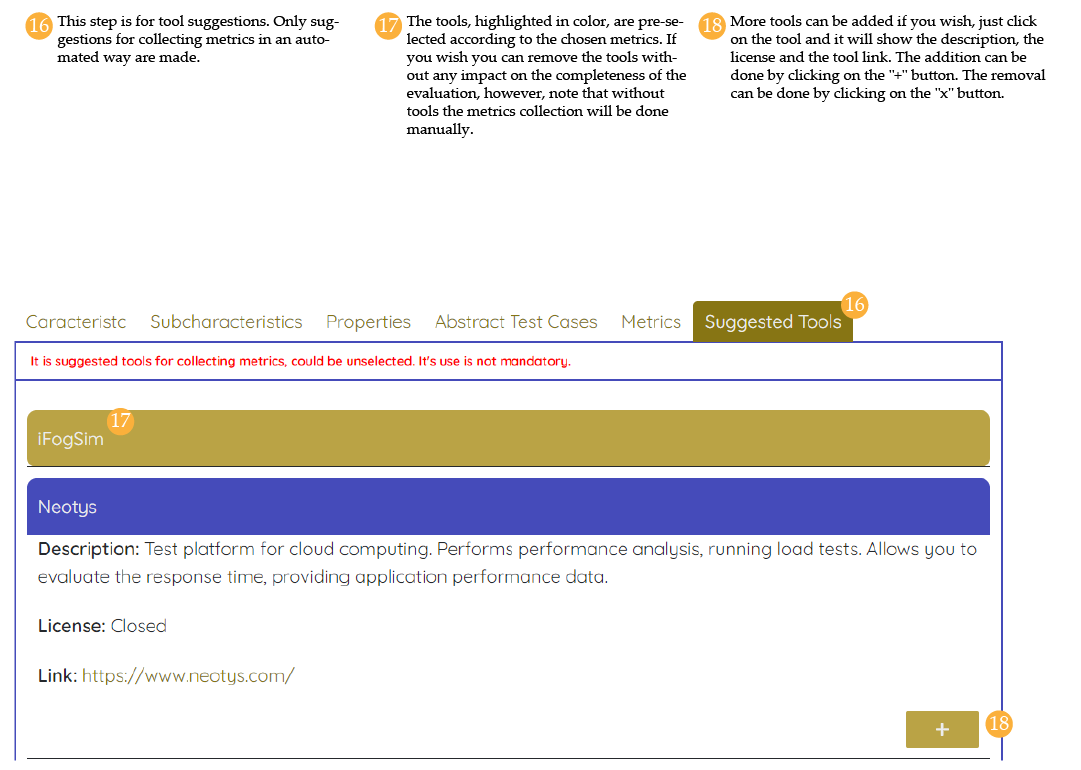 16 This step is for tool suggestions. Only sug-
gestions for collecting metrics in an auto-
mated way are made.
17 The tools, highlighted in color, are pre-se-
lected according to the chosen metrics. If
you wish you can remove the tools with-
out any impact on the completeness of the
evaluation, however, note that without
tools the metrics collection will be done
manually.
18 More tools can be added if you wish, just click
on the tool and it will show the description, the
license and the tool link. The addition can be
done by clicking on the "+" button. The removal
can be done by clicking on the "x" button.
Caracteristc Subcharacteristics Properties Abstract Test Cases Metrics Suggested Tools 16
It is suggested tools for collecting metrics, could be unselected. It's use is not mandatory.
iFogSim 17
Neotys
Description: Test platform for cloud computing. Performs performance analysis, running load tests. Allows you to
evaluate the response time, providing application performance data.
License: Closed
Link: https://www.neotys.com/
+ 18